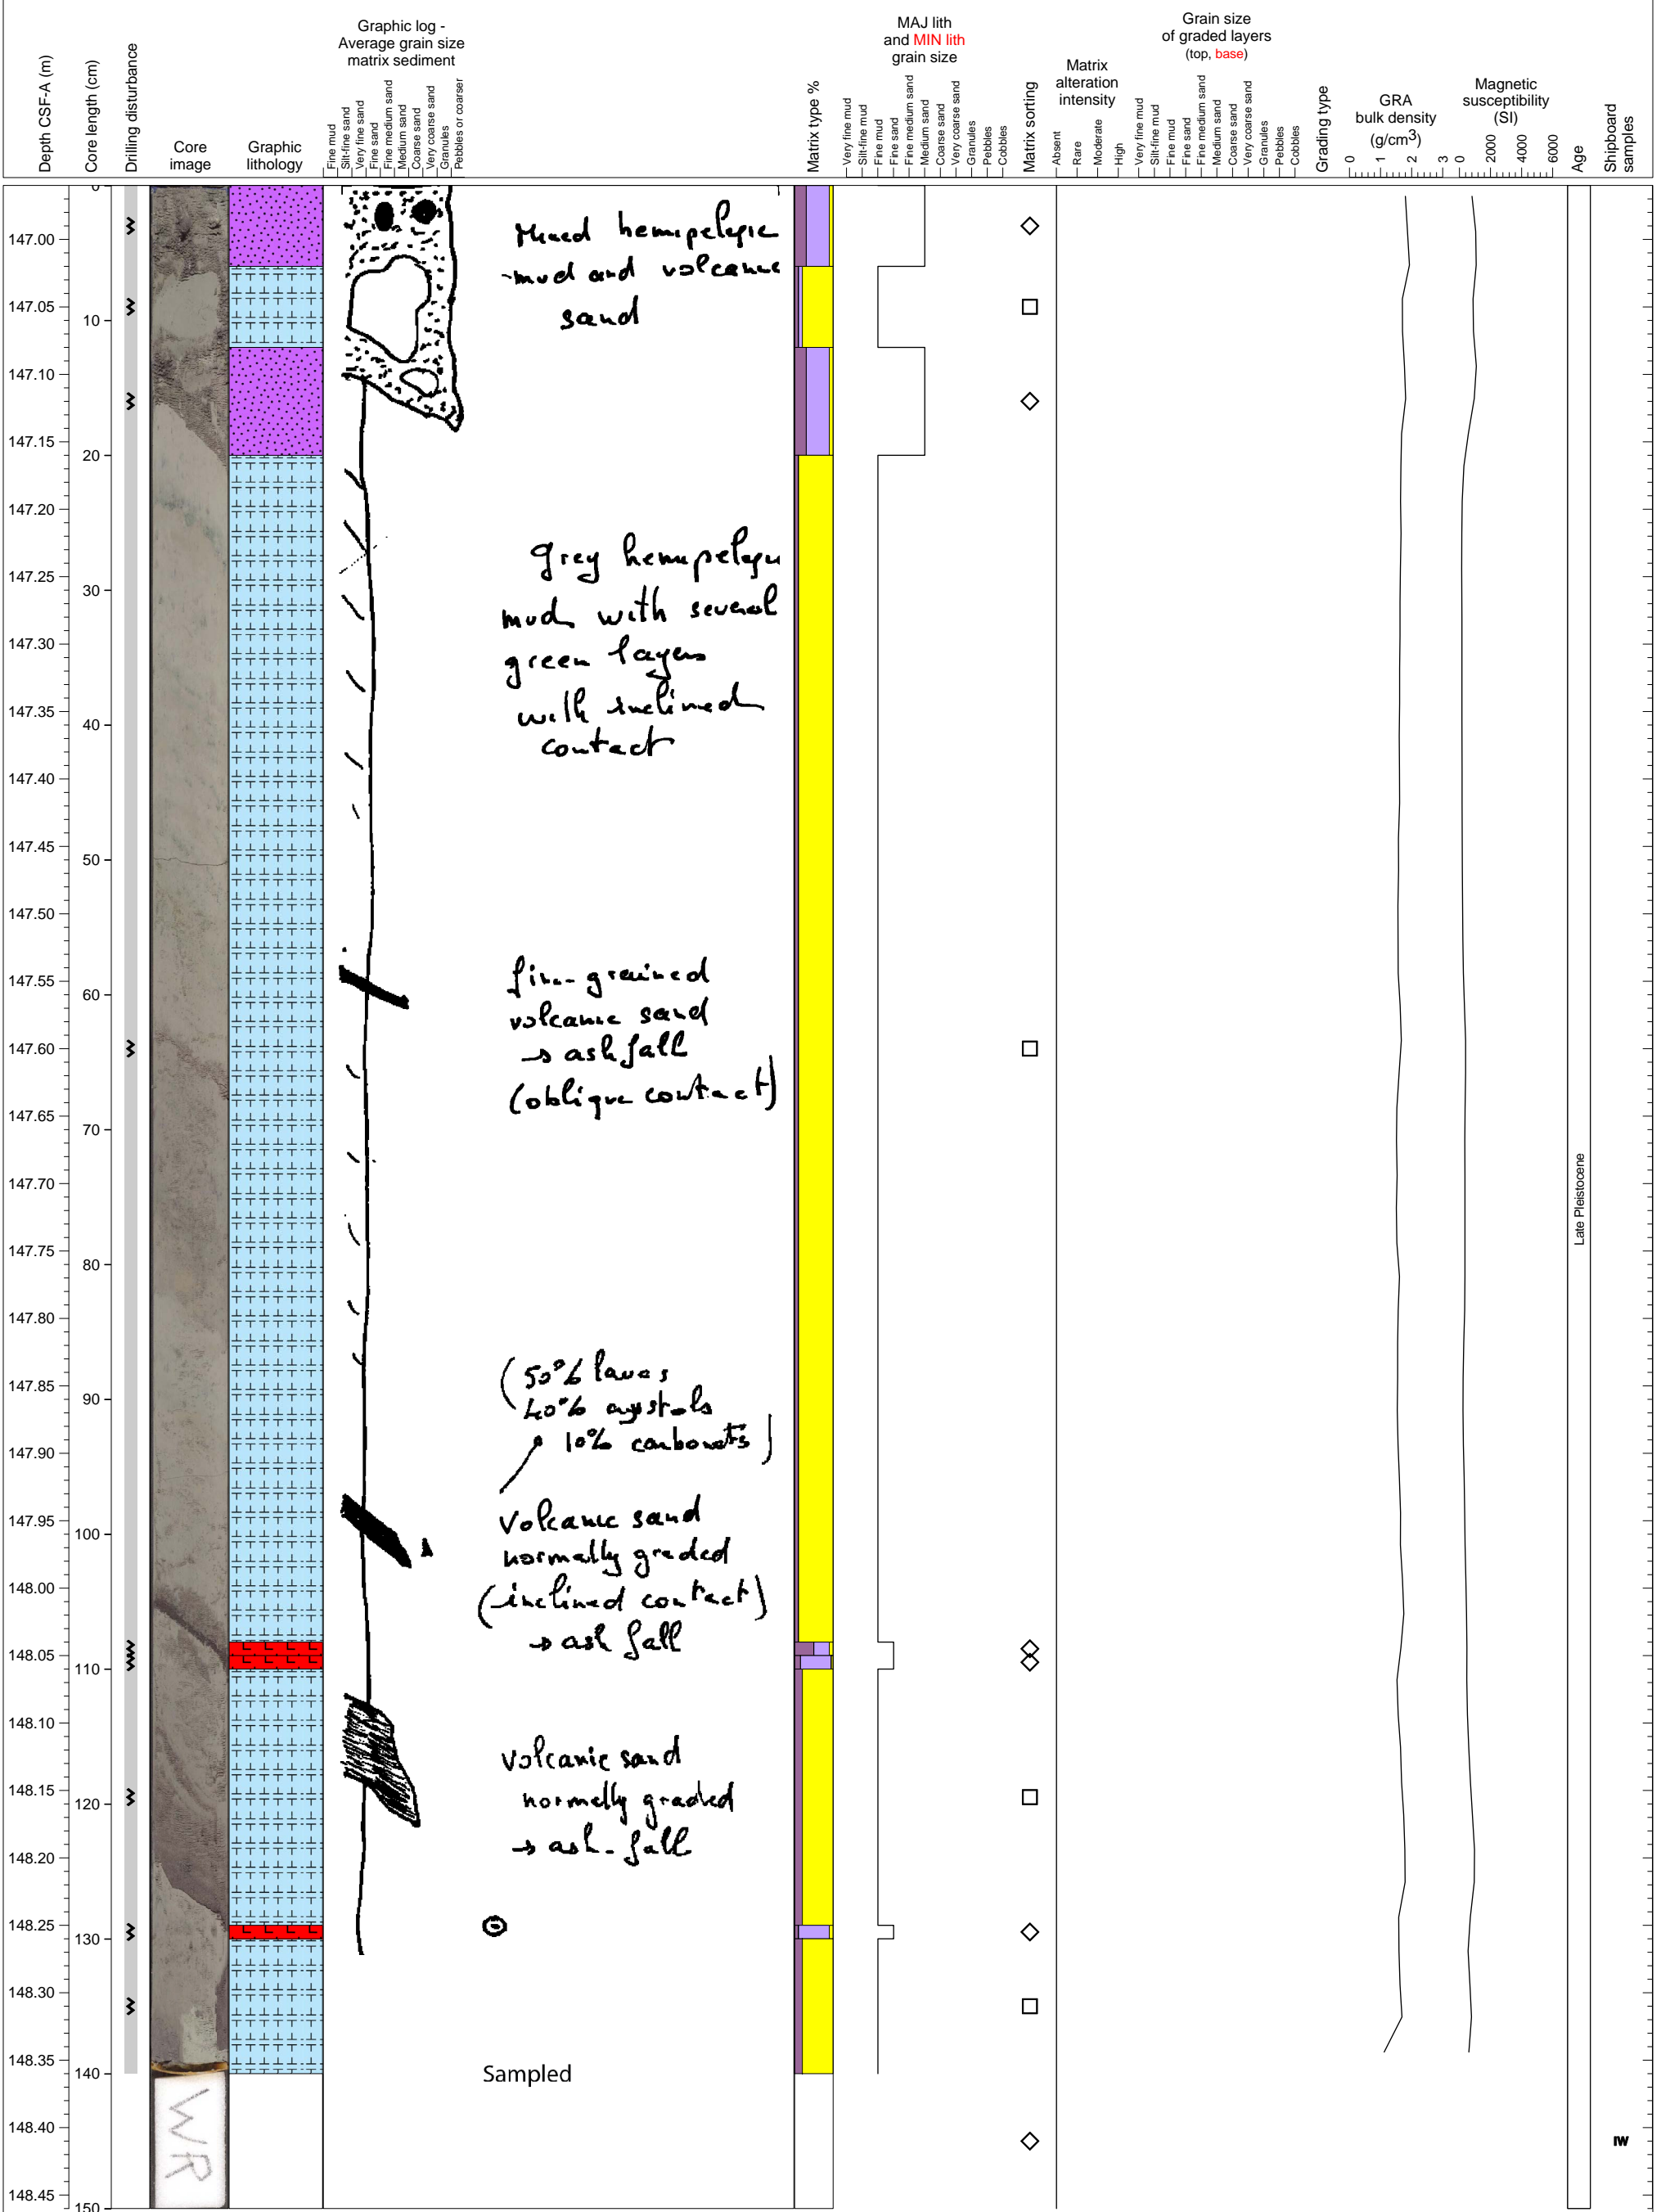 Depth CSF-A (m)
Core length (cm)
Drilling disturbance
Core
image
Graphic
lithology
Graphic log -
Average grain size
matrix sediment
Fine mud
Silt-fine sand
Very fine sand
Fine sand
Fine medium sand
Medium sand
Coarse sand
Very coarse sand
Granules
Pebbles or coarser
Matrix type %
MAJ lith
and MIN lith
grain size
Very fine mud
Silt-fine mud
Fine mud
Fine sand
Fine medium sand
Medium sand
Coarse sand
Very coarse sand
Granules
Pebbles
Cobbles
Matrix sorting
Matrix
alteration
intensity
Absent
Rare
Moderate
High
Grain size
of graded layers
(top, base)
Very fine mud
Silt-fine mud
Fine mud
Fine sand
Fine medium sand
Medium sand
Coarse sand
Very coarse sand
Granules
Pebbles
Cobbles
Grading type
GRA
bulk density
(g/cm3)
0 1 2 3
Magnetic
susceptibility
(SI)
0 2000 4000 6000
Age
Shipboard
samples
0
147.00
147.05
10
147.10
147.15
20
147.20
147.25
30
147.30
147.35
40
147.40
147.45
50
147.50
147.55
60
147.60
147.65
70
147.70
147.75
80
147.80
147.85
90
147.90
147.95
100
148.00
148.05
110
148.10
148.15
120
148.20
148.25
130
148.30
148.35
140
148.40
148.45
150
WR
hemipelagic
mud and volcanic
sand
grey hemipelagi
mud with several
green layers
with inclined
contact
fine-grained
volcanic sand
→ ash fall
(oblique contact)
(50% lavas
40% crystals
10% carbonats)
Volcanic sand
normally graded
(inclined contact)
→ ash fall
volcanic sand
normally graded
→ ash-fall
Sampled
Late Pleistocene
IW